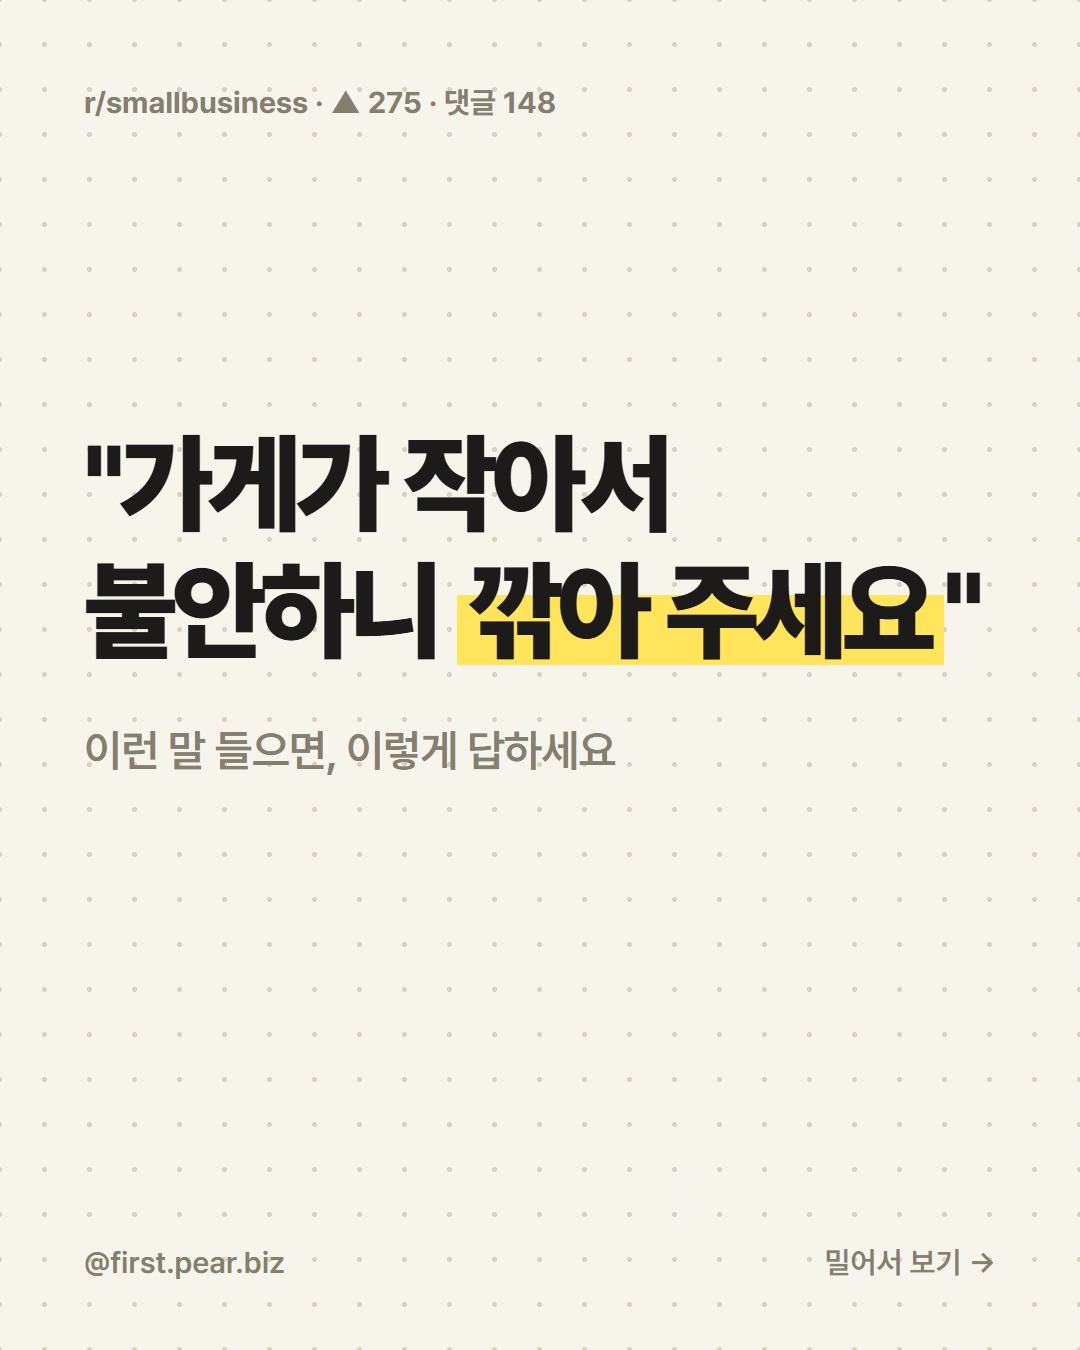 r/smallbusiness · ▲ 275 · 댓글 148
"가게가 작아서
불안하니 깎아 주세요"
이런 말 들으면, 이렇게 답하세요
@first.pear.biz
밀어서 보기 →